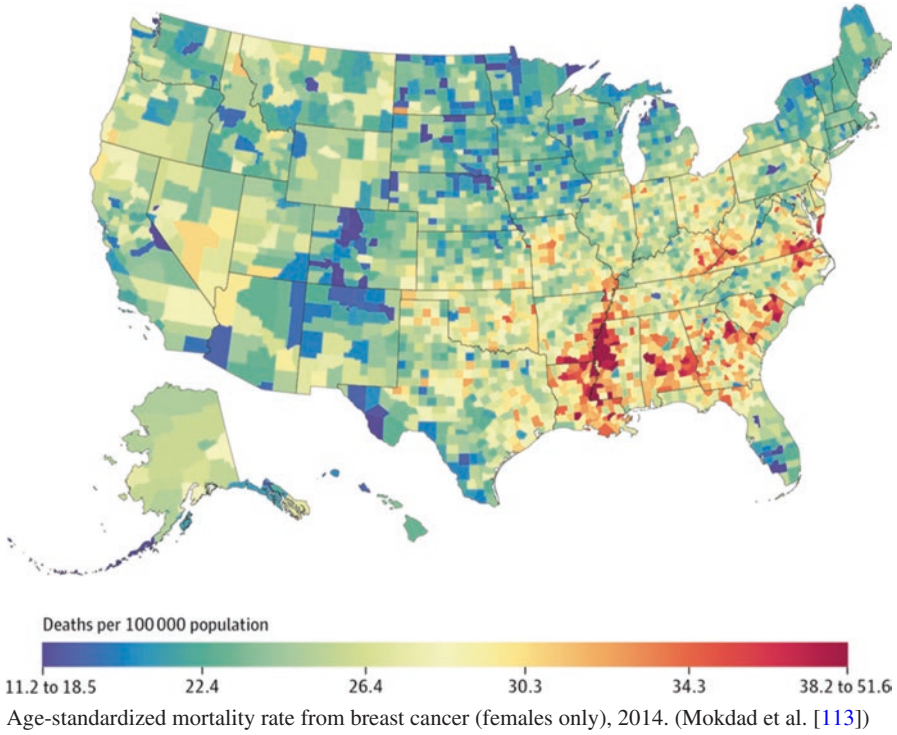 Deaths per 100 000 population
11.2 to 18.5 22.4 26.4 30.3 34.3 38.2 to 51.6
Age-standardized mortality rate from breast cancer (females only), 2014. (Mokdad et al. [113])